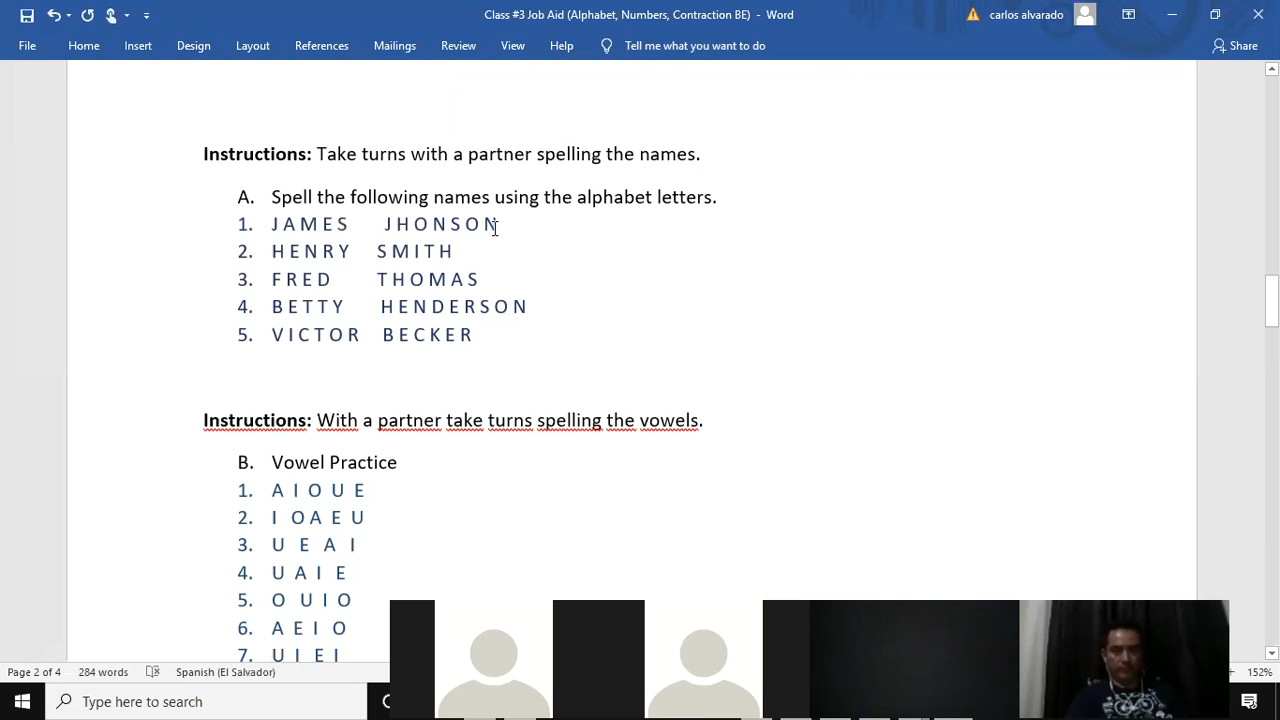 Class #3 Job Aid (Alphabet, Numbers, Contraction BE) - Word
carlos alvarado
File Home Insert Design Layout References Mailings Review View Help Tell me what you want to do Share
Instructions: Take turns with a partner spelling the names.
A. Spell the following names using the alphabet letters.
1. J A M E S J H O N S O N
2. H E N R Y S M I T H
3. F R E D T H O M A S
4. B E T T Y H E N D E R S O N
5. V I C T O R B E C K E R
Instructions: With a partner take turns spelling the vowels.
B. Vowel Practice
1. A I O U E
2. I O A E U
3. U E A I
4. U A I E
5. O U I O
6. A E I O
7. U I E I
Page 2 of 4 284 words Spanish (El Salvador) 152%
Type here to search